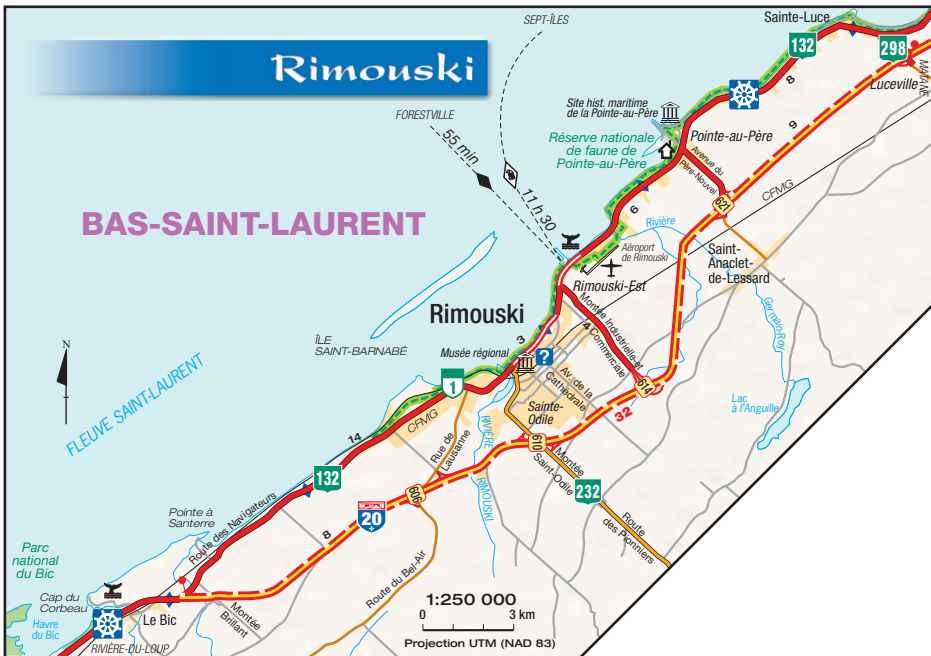 Rimouski
SEPT-ÎLES
Sainte-Luce
132
298
8
Luceville
MATANE
Site hist. maritime
de la Pointe-au-Père
9
FORESTVILLE
55 min
11 h 30
Réserve nationale
de faune de
Pointe-au-Père
Pointe-au-Père
Avenue du
Père-Nouvel
CFMG
621
BAS-SAINT-LAURENT
6
Rivière
Aéroport
de Rimouski
Saint-
Anaclet-
de-Lessard
Rimouski-Est
Germain-Roy
Rimouski
Montée Industrielle-et
Commerciale
4
3
ÎLE
SAINT-BARNABÉ
Musée régional
?
N
Av. de la
Cathédrale
614
1
FLEUVE SAINT-LAURENT
32
Lac
à l'Anguille
Sainte-
Odile
CFMG
14
RIVIÈRE
RIMOUSKI
Rue de
Lausanne
610
Montée
Saint-Odile
132
232
606
20
Pointe à
Santerre
Route des Navigateurs
8
Route
des Pionniers
Parc
national
du Bic
Route du Bel-Air
Cap du
Corbeau
Havre
du Bic
Le Bic
Montée
Brillant
RIVIÈRE-DU-LOUP
1:250 000
0 3 km
Projection UTM (NAD 83)